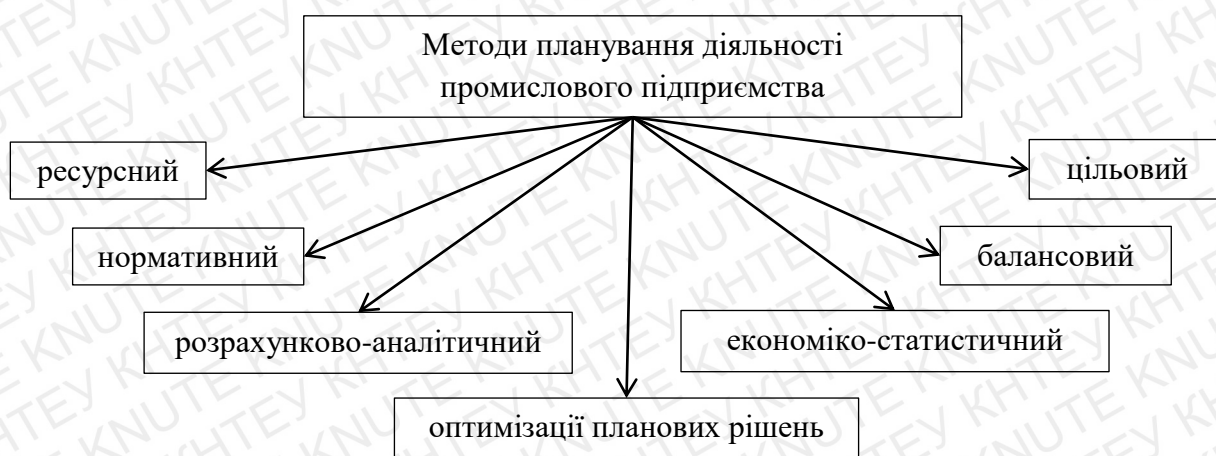 Методи планування діяльності
промислового підприємства
ресурсний
цільовий
нормативний
балансовий
розрахунково-аналітичний
економіко-статистичний
оптимізації планових рішень